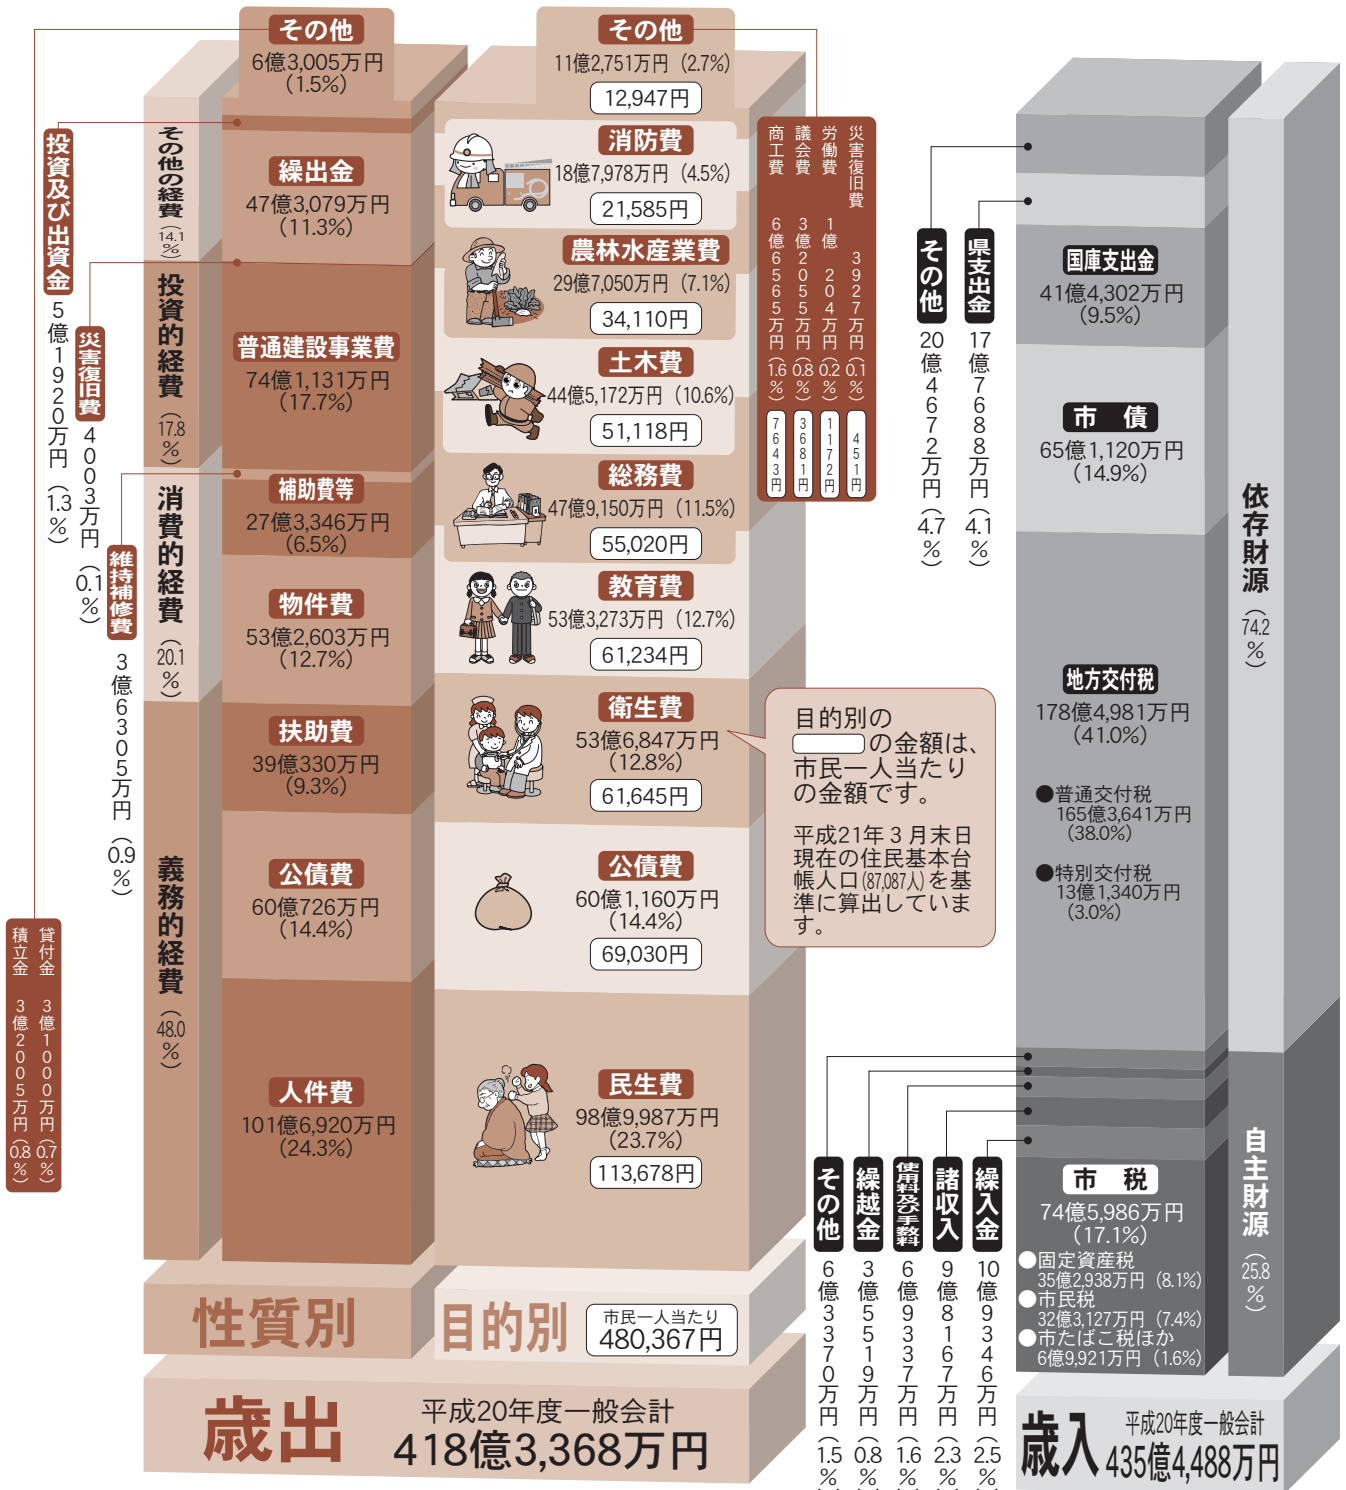 その他
6億3,005万円
(1.5%)
繰出金
47億3,079万円
(11.3%)
普通建設事業費
74億1,131万円
(17.7%)
補助費等
27億3,346万円
(6.5%)
物件費
53億2,603万円
(12.7%)
扶助費
39億330万円
(9.3%)
公債費
60億726万円
(14.4%)
人件費
101億6,920万円
(24.3%)
その他の経費(14.1%)
投資的経費(17.8%)
消費的経費(20.1%)
義務的経費(48.0%)
投資及び出資金 5億1920万円(1.3%)
災害復旧費 4003万円(0.1%)
維持補修費 3億6305万円(0.9%)
貸付金 3億1000万円(0.7%)
積立金 3億2005万円(0.8%)
性質別
その他
11億2,751万円(2.7%)
12,947円
消防費
18億7,978万円(4.5%)
21,585円
農林水産業費
29億7,050万円(7.1%)
34,110円
土木費
44億5,172万円(10.6%)
51,118円
総務費
47億9,150万円(11.5%)
55,020円
教育費
53億3,273万円(12.7%)
61,234円
衛生費
53億6,847万円
(12.8%)
61,645円
公債費
60億1,160万円
(14.4%)
69,030円
民生費
98億9,987万円
(23.7%)
113,678円
災害復旧費 3927万円(0.1%) 451円
労働費 1億204万円(0.2%) 1172円
議会費 3億2055万円(0.8%) 3681円
商工費 6億6565万円(1.6%) 7643円
目的別の
の金額は、
市民一人当たり
の金額です。
平成21年3月末日
現在の住民基本台
帳人口(87,087人)を基
準に算出していま
す。
目的別
市民一人当たり
480,367円
歳出
平成20年度一般会計
418億3,368万円
県支出金 17億7688万円(4.1%)
その他 20億4672万円(4.7%)
国庫支出金
41億4,302万円
(9.5%)
市 債
65億1,120万円
(14.9%)
地方交付税
178億4,981万円
(41.0%)
●普通交付税
165億3,641万円
(38.0%)
●特別交付税
13億1,340万円
(3.0%)
依存財源(74.2%)
自主財源(25.8%)
繰入金 10億9346万円(2.5%)
諸収入 9億8167万円(2.3%)
使用料及び手数料 6億9337万円(1.6%)
繰越金 3億5519万円(0.8%)
その他 6億3370万円(1.5%)
市 税
74億5,986万円
(17.1%)
●固定資産税
35億2,938万円(8.1%)
●市民税
32億3,127万円(7.4%)
●市たばこ税ほか
6億9,921万円(1.6%)
歳入
平成20年度一般会計
435億4,488万円